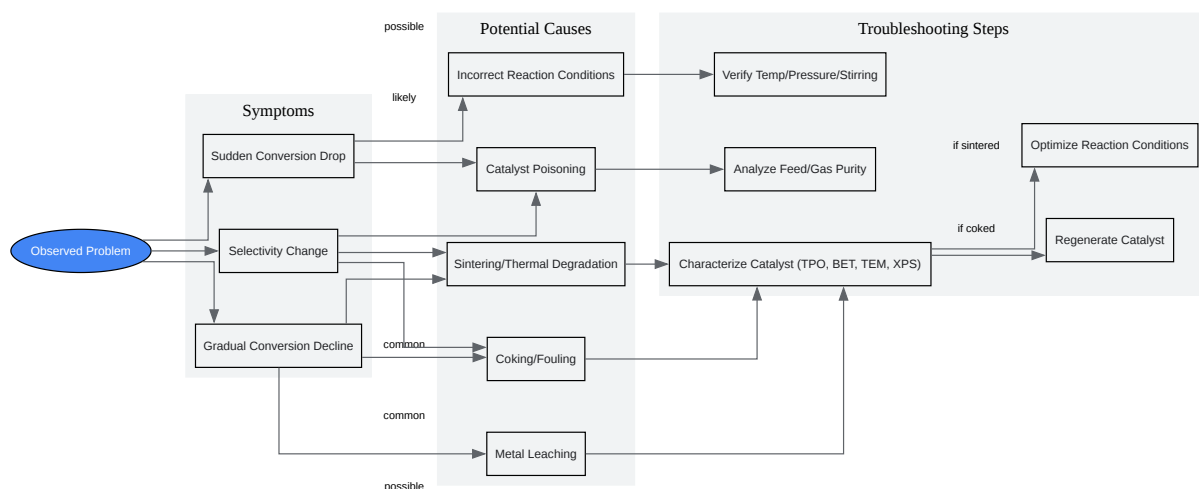 possible
Potential Causes
Troubleshooting Steps
Incorrect Reaction Conditions
Verify Temp/Pressure/Stirring
likely
Symptoms
Sudden Conversion Drop
Catalyst Poisoning
Analyze Feed/Gas Purity
if sintered
Optimize Reaction Conditions
Observed Problem
Selectivity Change
Sintering/Thermal Degradation
Characterize Catalyst (TPO, BET, TEM, XPS)
if coked
Regenerate Catalyst
Gradual Conversion Decline
common
Coking/Fouling
common
Metal Leaching
possible